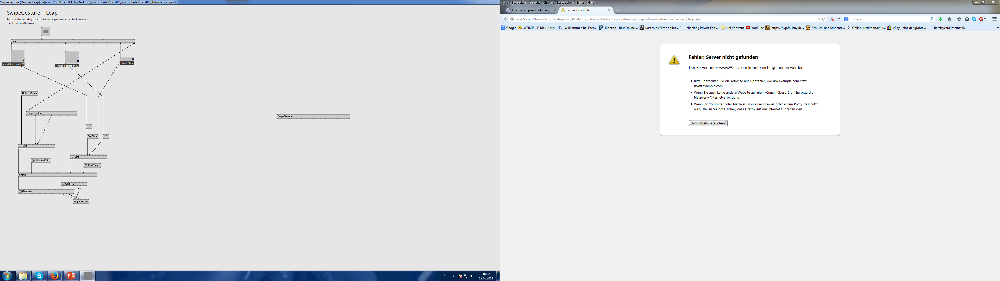 SwipeGesture (Devices Leap) help.v4p * C:\Users\Michi\Desktop\vvvv_45beta31.2_x86\vvvv_45beta31.2_x86\lib\nodes\plugins\
SwipeGesture - Leap
Returns the tracking data of the swipe gesture. All units in meters
if not stated otherwise.
Leap
Hand PositionXYZ
Finger PositionXYZ
Hand Slice
UniformScale
SwipeGesture
SwipeGesture
*
GetSlice
*
Line
Line
AxisAndGrid
PerlMeter
Group
Camera
Renderer
AspectRatio
DE
16:22
19.06.2014
Datei Bearbeiten Ansicht Chronik Lesezeichen Extras Hilfe
One Piece Episode 242 Eng...
Seiten-Ladefehler
www."c.com/Users/Michi/Desktop/vvvv_45beta31.2_x86/vvvv_45beta31.2_x86/lib/nodes/plugins/SwipeGesture (Devices Leap) help.v4p"
Google
Google WEB.DE - E-Mail-Adre... Willkommen bei Face... Kinox.to - Best Online ... Kostenlos Filme online... eBanking Private Editi... Uni Konstanz YouTube https://hvp.fh-isny.de... Schüler- und Studente... Online-Kreditportal für... eBay - eine der größte... Barclaycard Internet B... »
Fehler: Server nicht gefunden
Der Server unter www.%22c.com konnte nicht gefunden werden.
Bitte überprüfen Sie die Adresse auf Tippfehler, wie ww.example.com statt
www.example.com
Wenn Sie auch keine andere Website aufrufen können, überprüfen Sie bitte die
Netzwerk-/Internetverbindung.
Wenn Ihr Computer oder Netzwerk von einer Firewall oder einem Proxy geschützt
wird, stellen Sie bitte sicher, dass Firefox auf das Internet zugreifen darf.
Nochmals versuchen